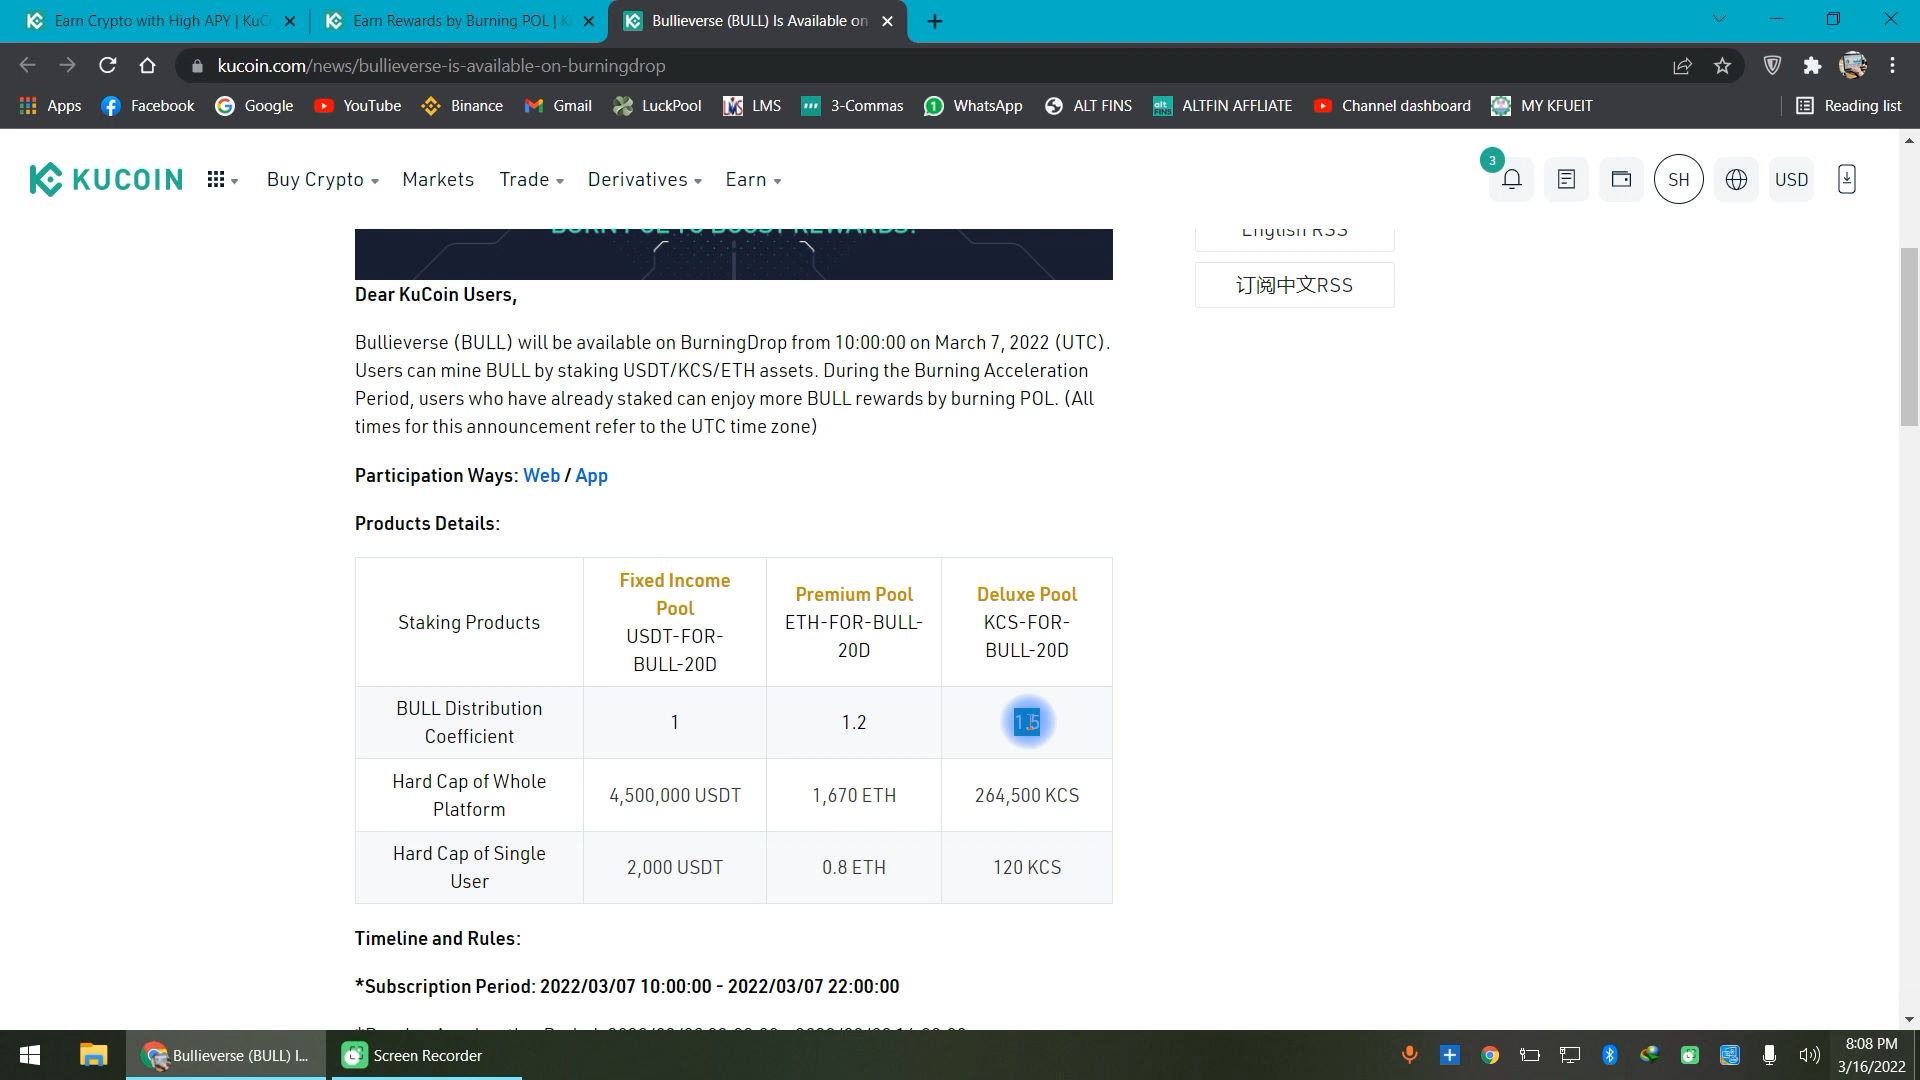 Earn Crypto with High APY | KuC
Earn Rewards by Burning POL | K
Bullieverse (BULL) Is Available on
kucoin.com/news/bullieverse-is-available-on-burningdrop
Apps Facebook Google YouTube Binance Gmail LuckPool LMS 3-Commas WhatsApp ALT FINS ALTFIN AFFLIATE Channel dashboard MY KFUEIT Reading list
KUCOIN Buy Crypto Markets Trade Derivatives Earn 3 SH USD
BURN POL TO BOOST REWARDS!
English RSS
订阅中文RSS
Dear KuCoin Users,
Bullieverse (BULL) will be available on BurningDrop from 10:00:00 on March 7, 2022 (UTC).
Users can mine BULL by staking USDT/KCS/ETH assets. During the Burning Acceleration
Period, users who have already staked can enjoy more BULL rewards by burning POL. (All
times for this announcement refer to the UTC time zone)
Participation Ways: Web / App
Products Details:
Staking Products
Fixed Income
Pool
USDT-FOR-
BULL-20D
Premium Pool
ETH-FOR-BULL-
20D
Deluxe Pool
KCS-FOR-
BULL-20D
BULL Distribution
Coefficient
1
1.2
1.5
Hard Cap of Whole
Platform
4,500,000 USDT
1,670 ETH
264,500 KCS
Hard Cap of Single
User
2,000 USDT
0.8 ETH
120 KCS
Timeline and Rules:
*Subscription Period: 2022/03/07 10:00:00 - 2022/03/07 22:00:00
Bullieverse (BULL) I...
Screen Recorder
8:08 PM
3/16/2022